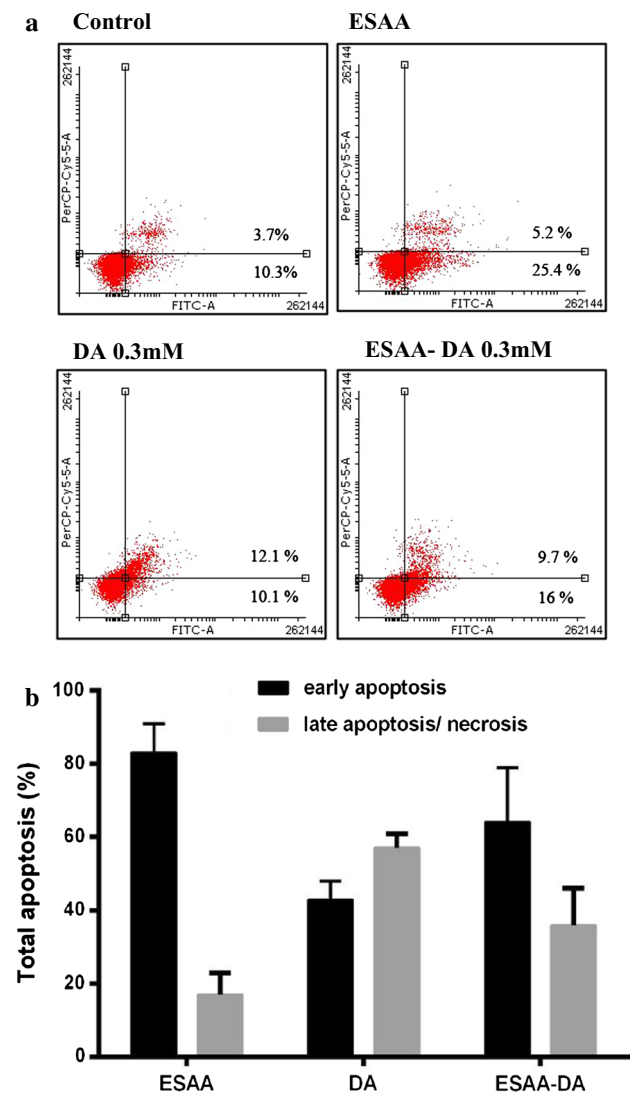 a Control ESAA
262144 262144
PerCP-Cy5-5-A PerCP-Cy5-5-A
3.7% 5.2 %
10.3% 25.4 %
FITC-A 262144 FITC-A 262144
DA 0.3mM ESAA- DA 0.3mM
262144 262144
PerCP-Cy5-5-A PerCP-Cy5-5-A
12.1 % 9.7 %
10.1 % 16 %
FITC-A 262144 FITC-A 262144
b
early apoptosis
late apoptosis/ necrosis
Total apoptosis (%)
100
80
60
40
20
0
ESAA DA ESAA-DA